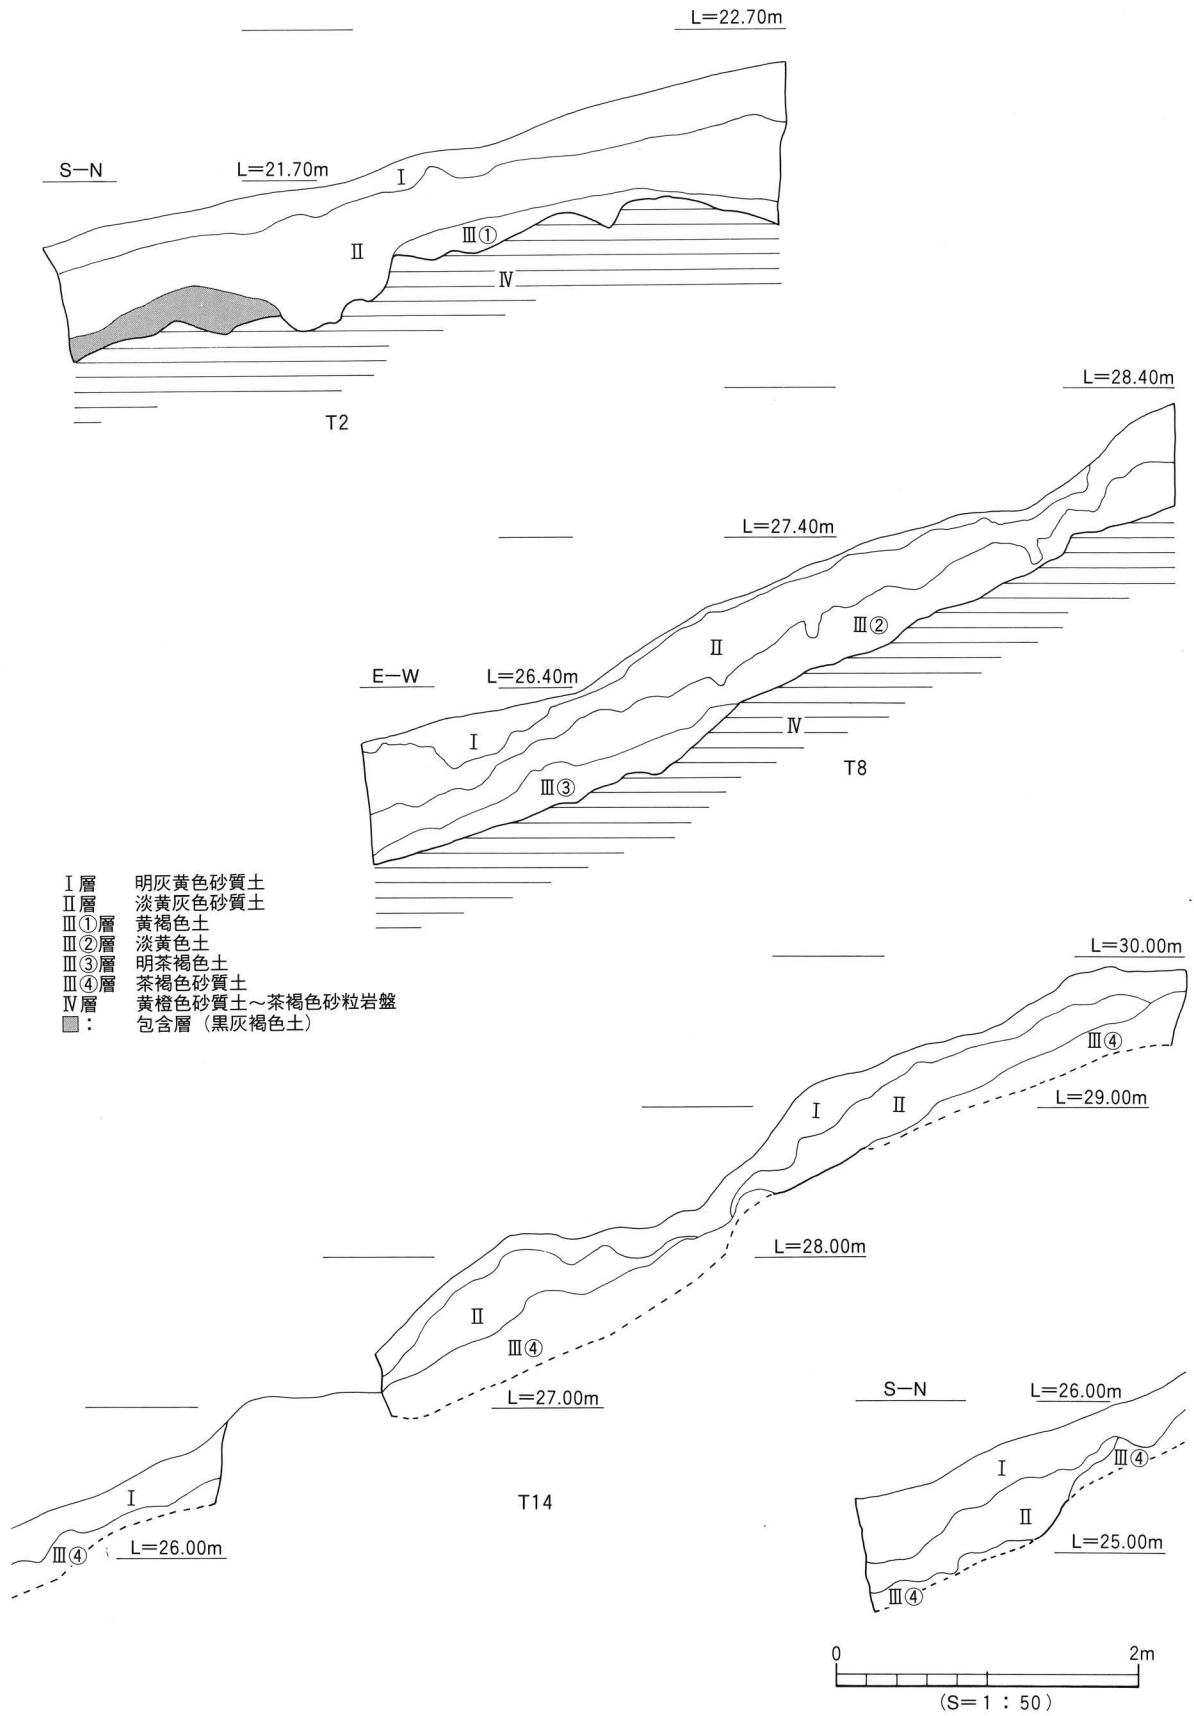 L=22.70m
S-N
L=21.70m
Ⅰ
Ⅱ
Ⅲ①
Ⅳ
T2
L=28.40m
L=27.40m
E-W
L=26.40m
Ⅰ
Ⅱ
Ⅲ②
Ⅲ③
Ⅳ
T8
Ⅰ層 明灰黄色砂質土
Ⅱ層 淡黄灰色砂質土
Ⅲ①層 黄褐色土
Ⅲ②層 淡黄色土
Ⅲ③層 明茶褐色土
Ⅲ④層 茶褐色砂質土
Ⅳ層 黄橙色砂質土~茶褐色砂粒岩盤
: 包含層(黒灰褐色土)
L=30.00m
Ⅲ④
Ⅰ
Ⅱ
L=29.00m
L=28.00m
Ⅱ
Ⅲ④
L=27.00m
Ⅰ
Ⅲ④
L=26.00m
T14
S-N
L=26.00m
Ⅰ
Ⅲ④
Ⅱ
L=25.00m
Ⅲ④
0 2m
(S=1:50)